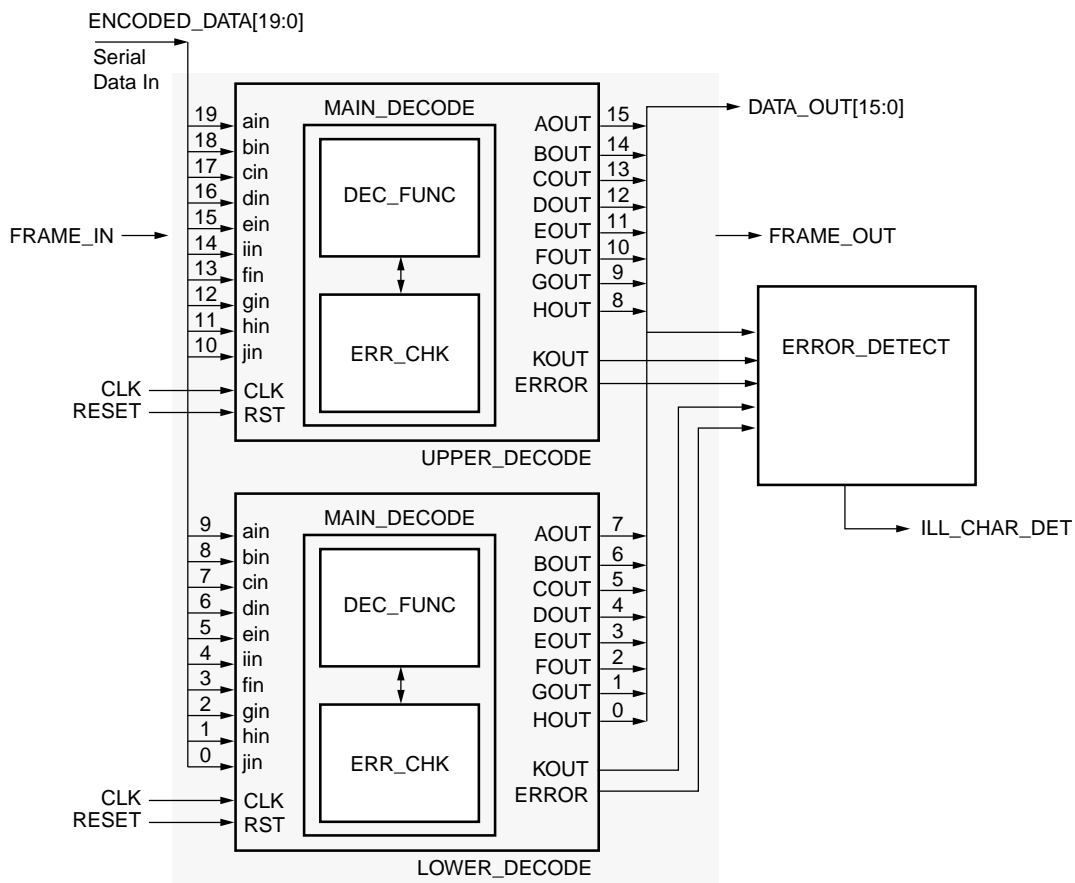 ENCODED_DATA[19:0]
Serial
Data In
MAIN_DECODE
DATA_OUT[15:0]
19 ain
18 bin
17 cin
16 din
15 ein
14 iin
13 fin
12 gin
11 hin
10 jin
AOUT 15
BOUT 14
COUT 13
DOUT 12
EOUT 11
FOUT 10
GOUT 9
HOUT 8
DEC_FUNC
ERR_CHK
FRAME_IN
FRAME_OUT
KOUT
ERROR
ERROR_DETECT
CLK CLK
RESET RST
UPPER_DECODE
ILL_CHAR_DET
MAIN_DECODE
9 ain
8 bin
7 cin
6 din
5 ein
4 iin
3 fin
2 gin
1 hin
0 jin
AOUT 7
BOUT 6
COUT 5
DOUT 4
EOUT 3
FOUT 2
GOUT 1
HOUT 0
DEC_FUNC
ERR_CHK
KOUT
ERROR
CLK CLK
RESET RST
LOWER_DECODE